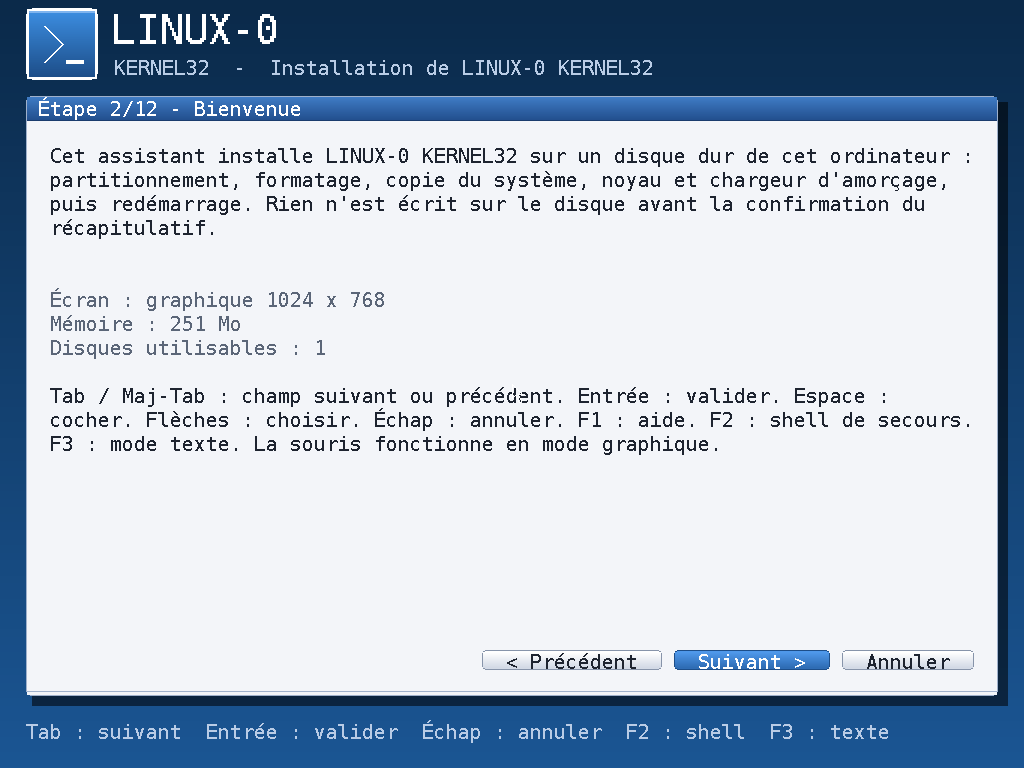 LINUX-0
KERNEL32  -  Installation de LINUX-0 KERNEL32
Étape 2/12 - Bienvenue
Cet assistant installe LINUX-0 KERNEL32 sur un disque dur de cet ordinateur :
partitionnement, formatage, copie du système, noyau et chargeur d'amorçage,
puis redémarrage. Rien n'est écrit sur le disque avant la confirmation du
récapitulatif.
Écran : graphique 1024 x 768
Mémoire : 251 Mo
Disques utilisables : 1
Tab / Maj-Tab : champ suivant ou précédent. Entrée : valider. Espace :
cocher. Flèches : choisir. Échap : annuler. F1 : aide. F2 : shell de secours.
F3 : mode texte. La souris fonctionne en mode graphique.
< Précédent  Suivant >  Annuler
Tab : suivant  Entrée : valider  Échap : annuler  F2 : shell  F3 : texte